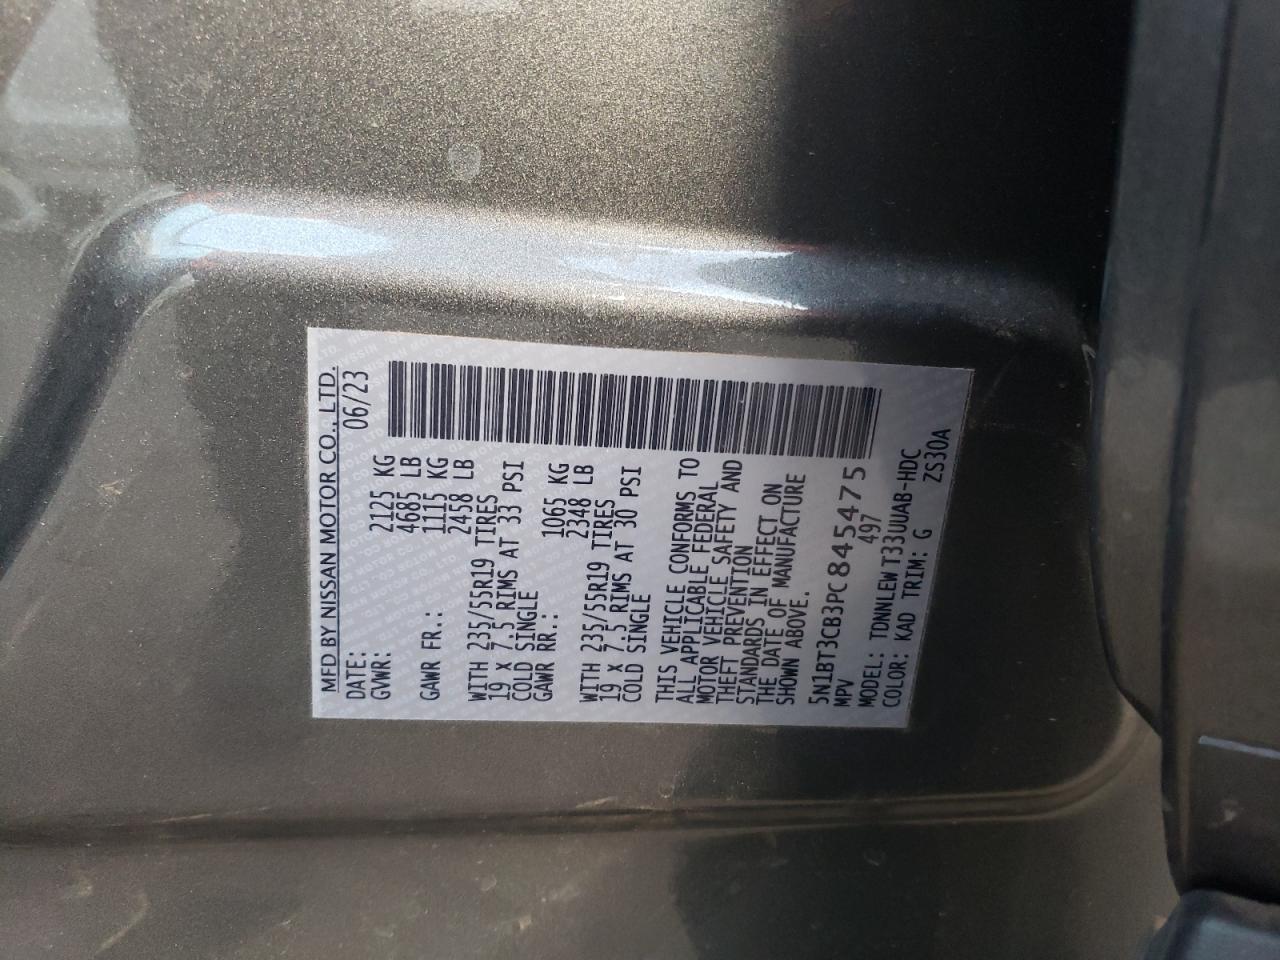 MFD BY NISSAN MOTOR CO., LTD.
DATE: 06/23
GVWR: 2125 KG
4685 LB
GAWR FR.: 1115 KG
2458 LB
WITH 235/55R19 TIRES
19 X 7.5 RIMS AT 33 PSI
COLD SINGLE
GAWR RR.: 1065 KG
2348 LB
WITH 235/55R19 TIRES
19 X 7.5 RIMS AT 30 PSI
COLD SINGLE
THIS VEHICLE CONFORMS TO
ALL APPLICABLE FEDERAL
MOTOR VEHICLE SAFETY AND
THEFT PREVENTION
STANDARDS IN EFFECT ON
THE DATE OF MANUFACTURE
SHOWN ABOVE.
5N1BT3CB3PC845475
MPV 497
MODEL: TDNNLEW T33UUAB-HDC
COLOR: KAD TRIM: G ZS30A